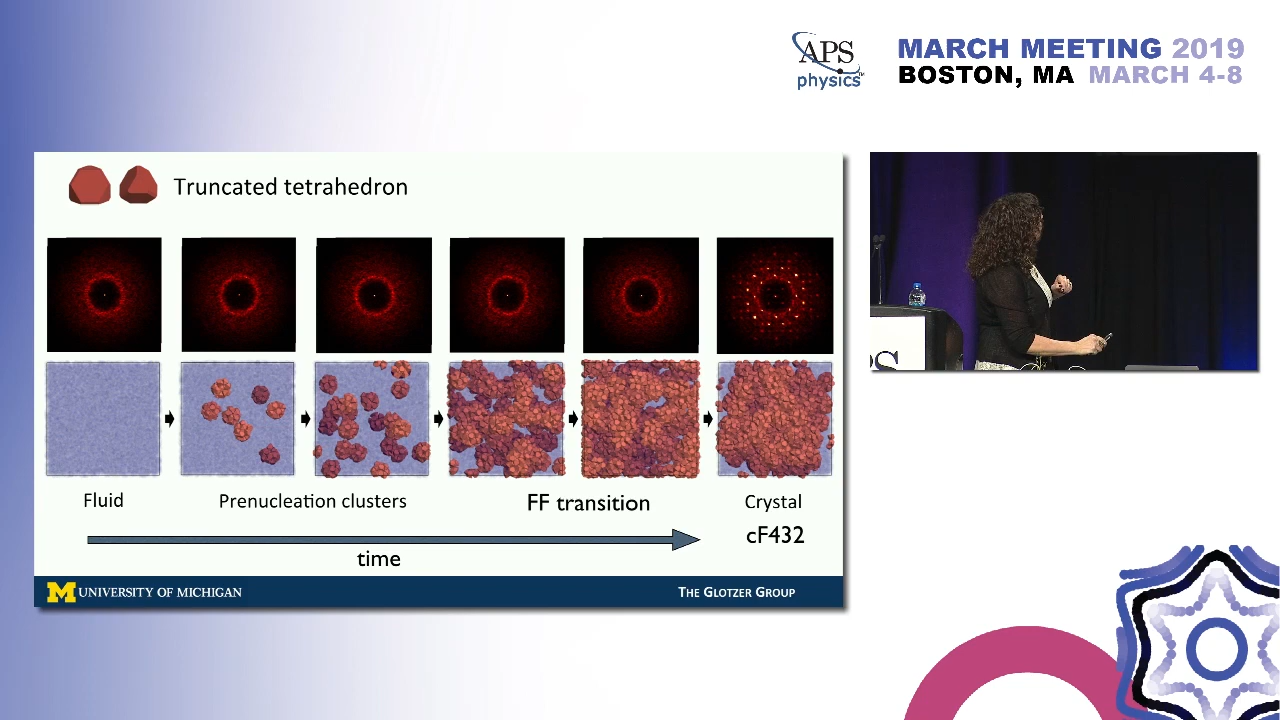 APS
physics
MARCH MEETING 2019
BOSTON, MA MARCH 4-8
Truncated tetrahedron
Fluid
Prenucleation clusters
FF transition
Crystal
cF432
time
M UNIVERSITY OF MICHIGAN
THE GLOTZER GROUP